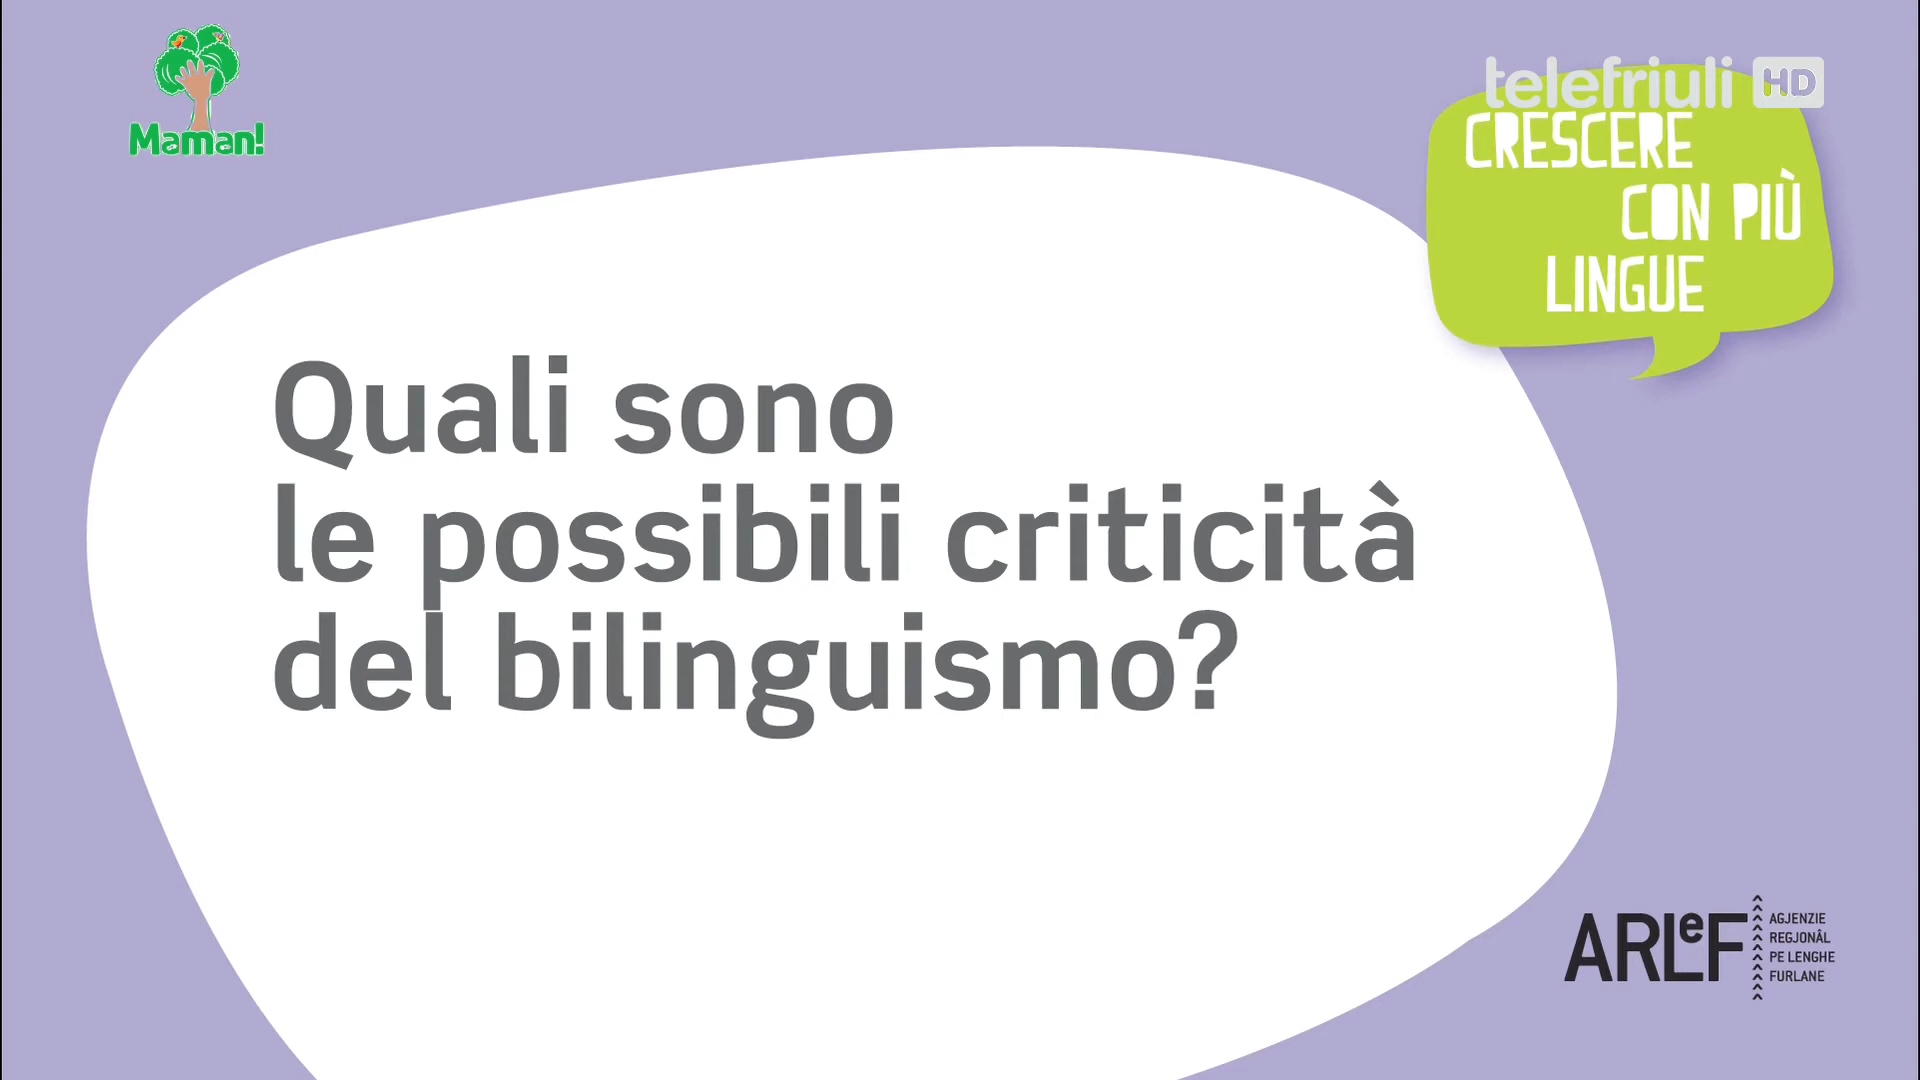 Maman!
telefriuli HD
CRESCERE
CON PIÙ
LINGUE
Quali sono
le possibili criticità
del bilinguismo?
ARLeF
AGJENZIE
REGJONÂL
PE LENGHE
FURLANE